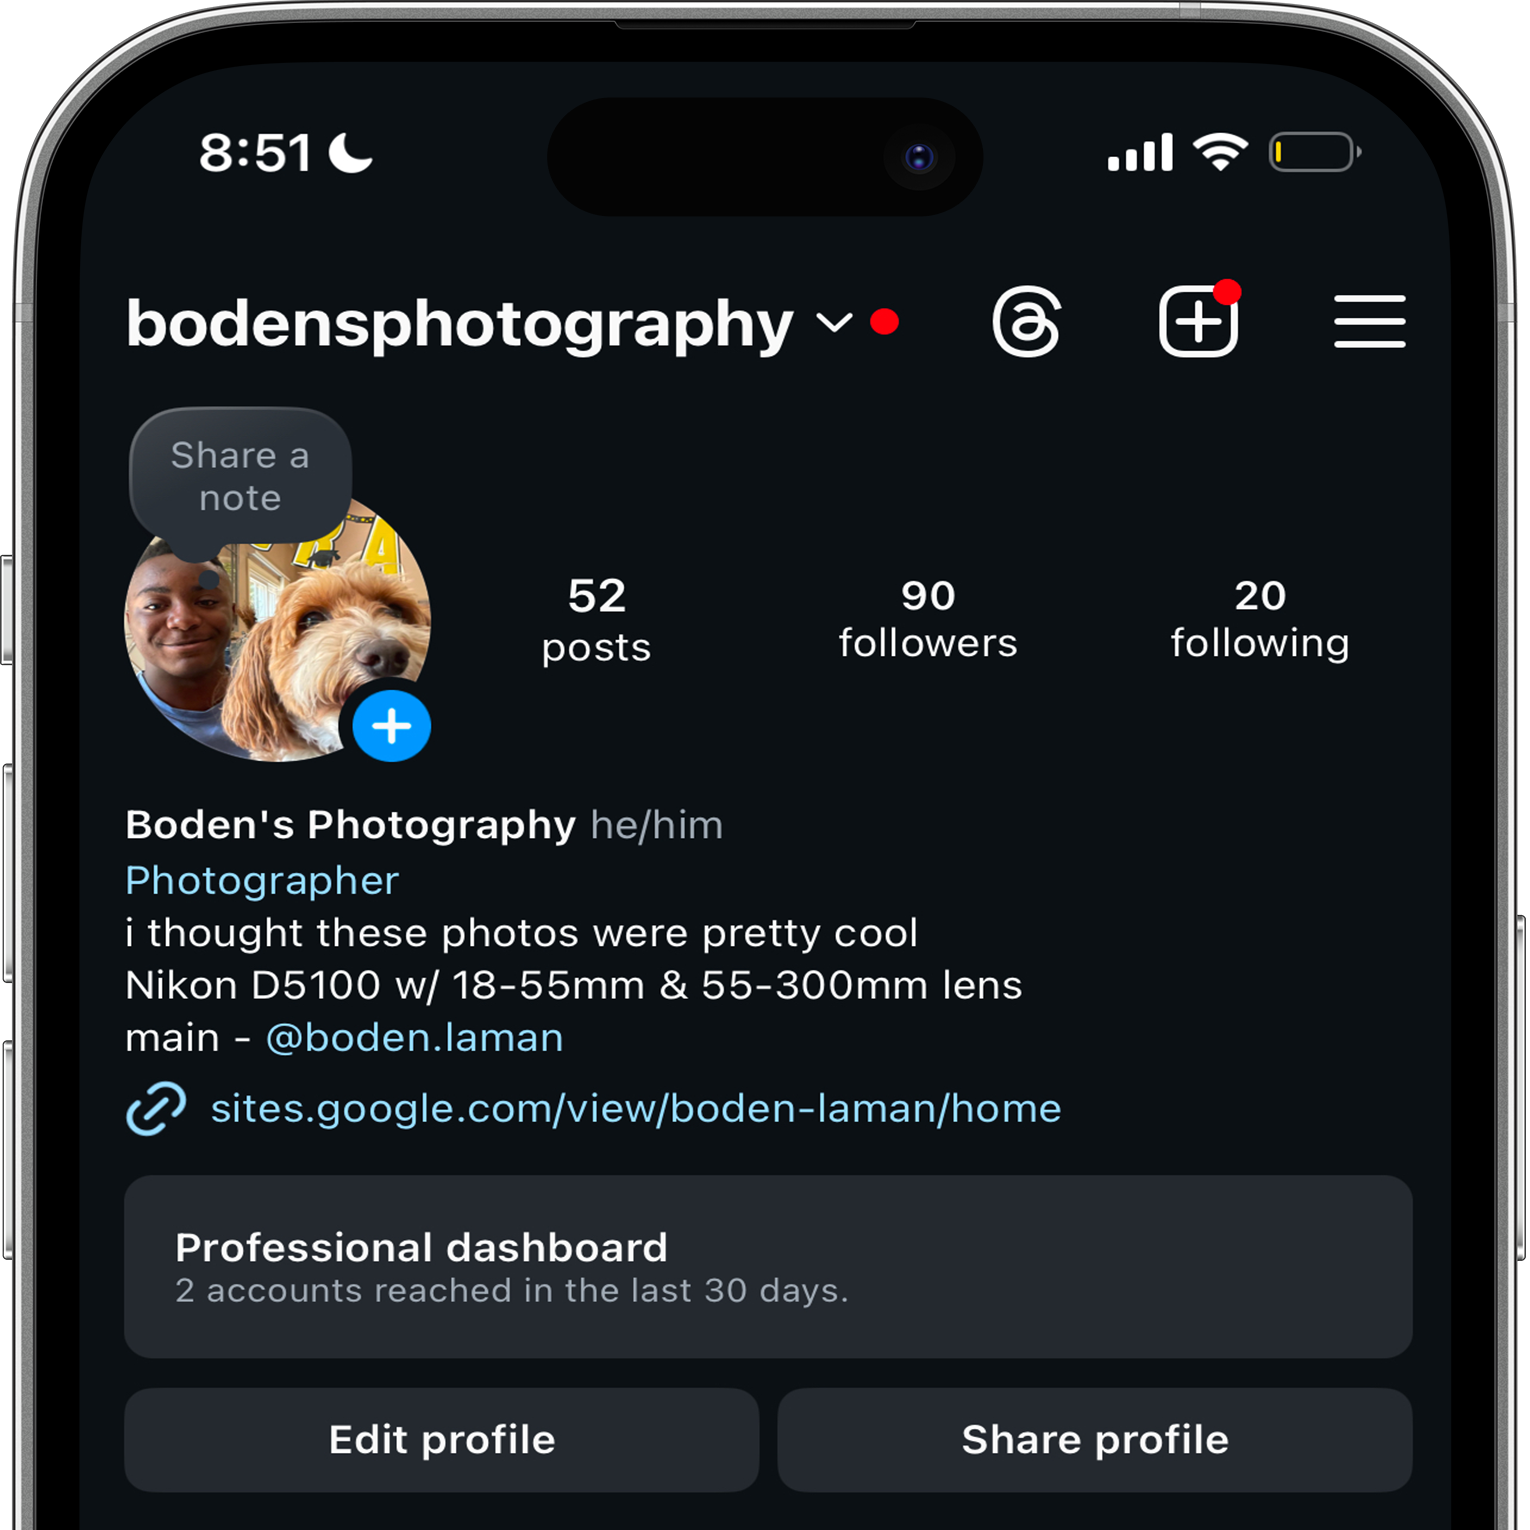 8:51
bodensphotography
Share a
note
52
posts
90
followers
20
following
Boden's Photography he/him
Photographer
i thought these photos were pretty cool
Nikon D5100 w/ 18-55mm & 55-300mm lens
main - @boden.laman
sites.google.com/view/boden-laman/home
Professional dashboard
2 accounts reached in the last 30 days.
Edit profile
Share profile